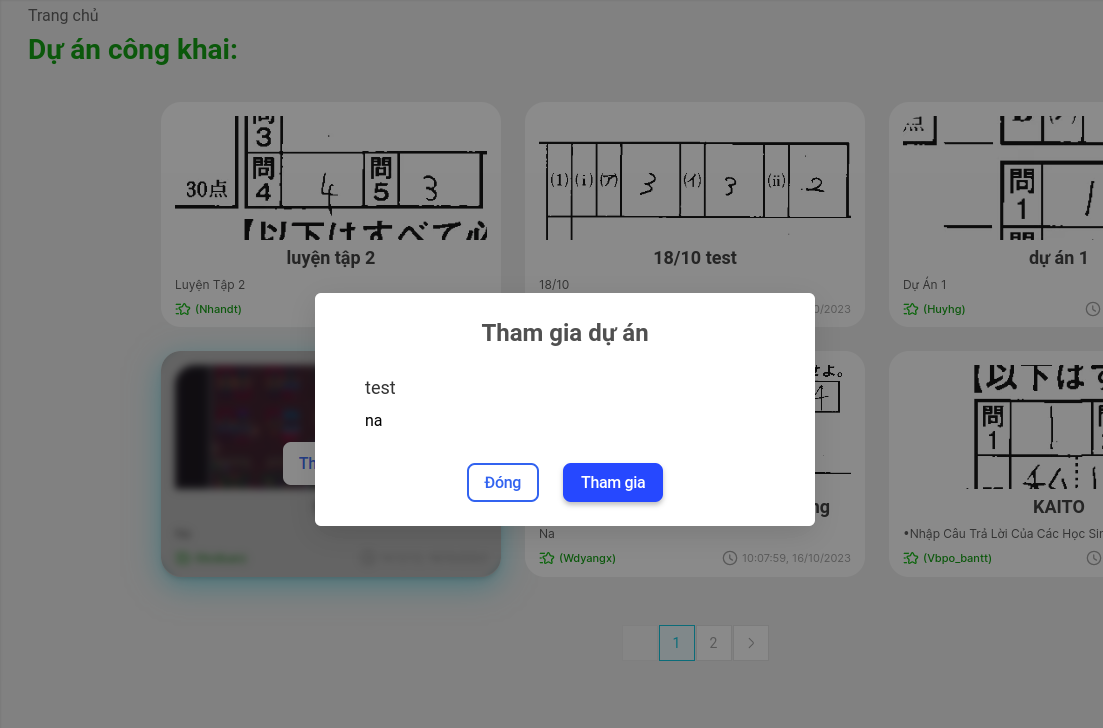 Trang chủ
Dự án công khai:
問
3
30点
問
4
4
問
5
3
【以下はすべて
luyện tập 2
Luyện Tập 2
(Nhandt)
(1)
(i)
(ア)
3
(イ)
3
(ii)
2
18/10 test
18/10
0/2023
点
問
1
1
dự án 1
Dự Án 1
(Huyhg)
Tham gia dự án
test
na
Đóng
Tham gia
Th
せよ。
4
ng
Na
(Wdyangx)
10:07:59, 16/10/2023
【以下はす
問
1
1
KAITO
•Nhập Câu Trả Lời Của Các Học Sin
(Vbpo_bantt)
1
2